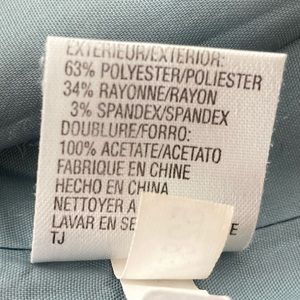 EXTERIEUR/EXTERIOR:
63% POLYESTER/POLIESTER
34% RAYONNE/RAYON
3% SPANDEX/SPANDEX
DOUBLURE/FORRO:
100% ACETATE/ACETATO
FABRIQUE EN CHINE
HECHO EN CHINA
NETTOYER A
LAVAR EN SE E
TJ